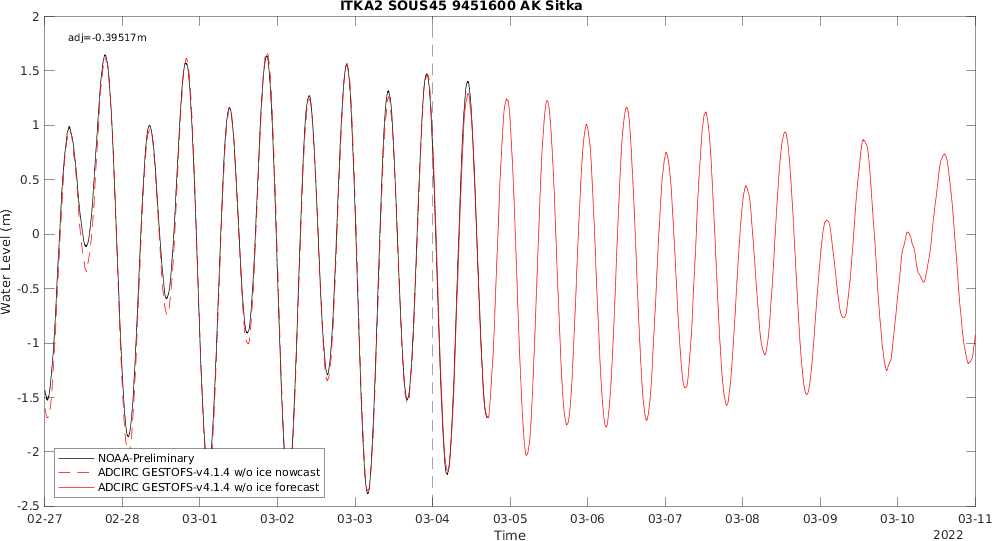 ITKA2 SOUS45 9451600 AK Sitka
adj=-0.39517m
2
1.5
1
0.5
0
-0.5
-1
-1.5
-2
-2.5
Water Level (m)
NOAA-Preliminary
ADCIRC GESTOFS-v4.1.4 w/o ice nowcast
ADCIRC GESTOFS-v4.1.4 w/o ice forecast
02-27 02-28 03-01 03-02 03-03 03-04 03-05 03-06 03-07 03-08 03-09 03-10 03-11
Time
2022